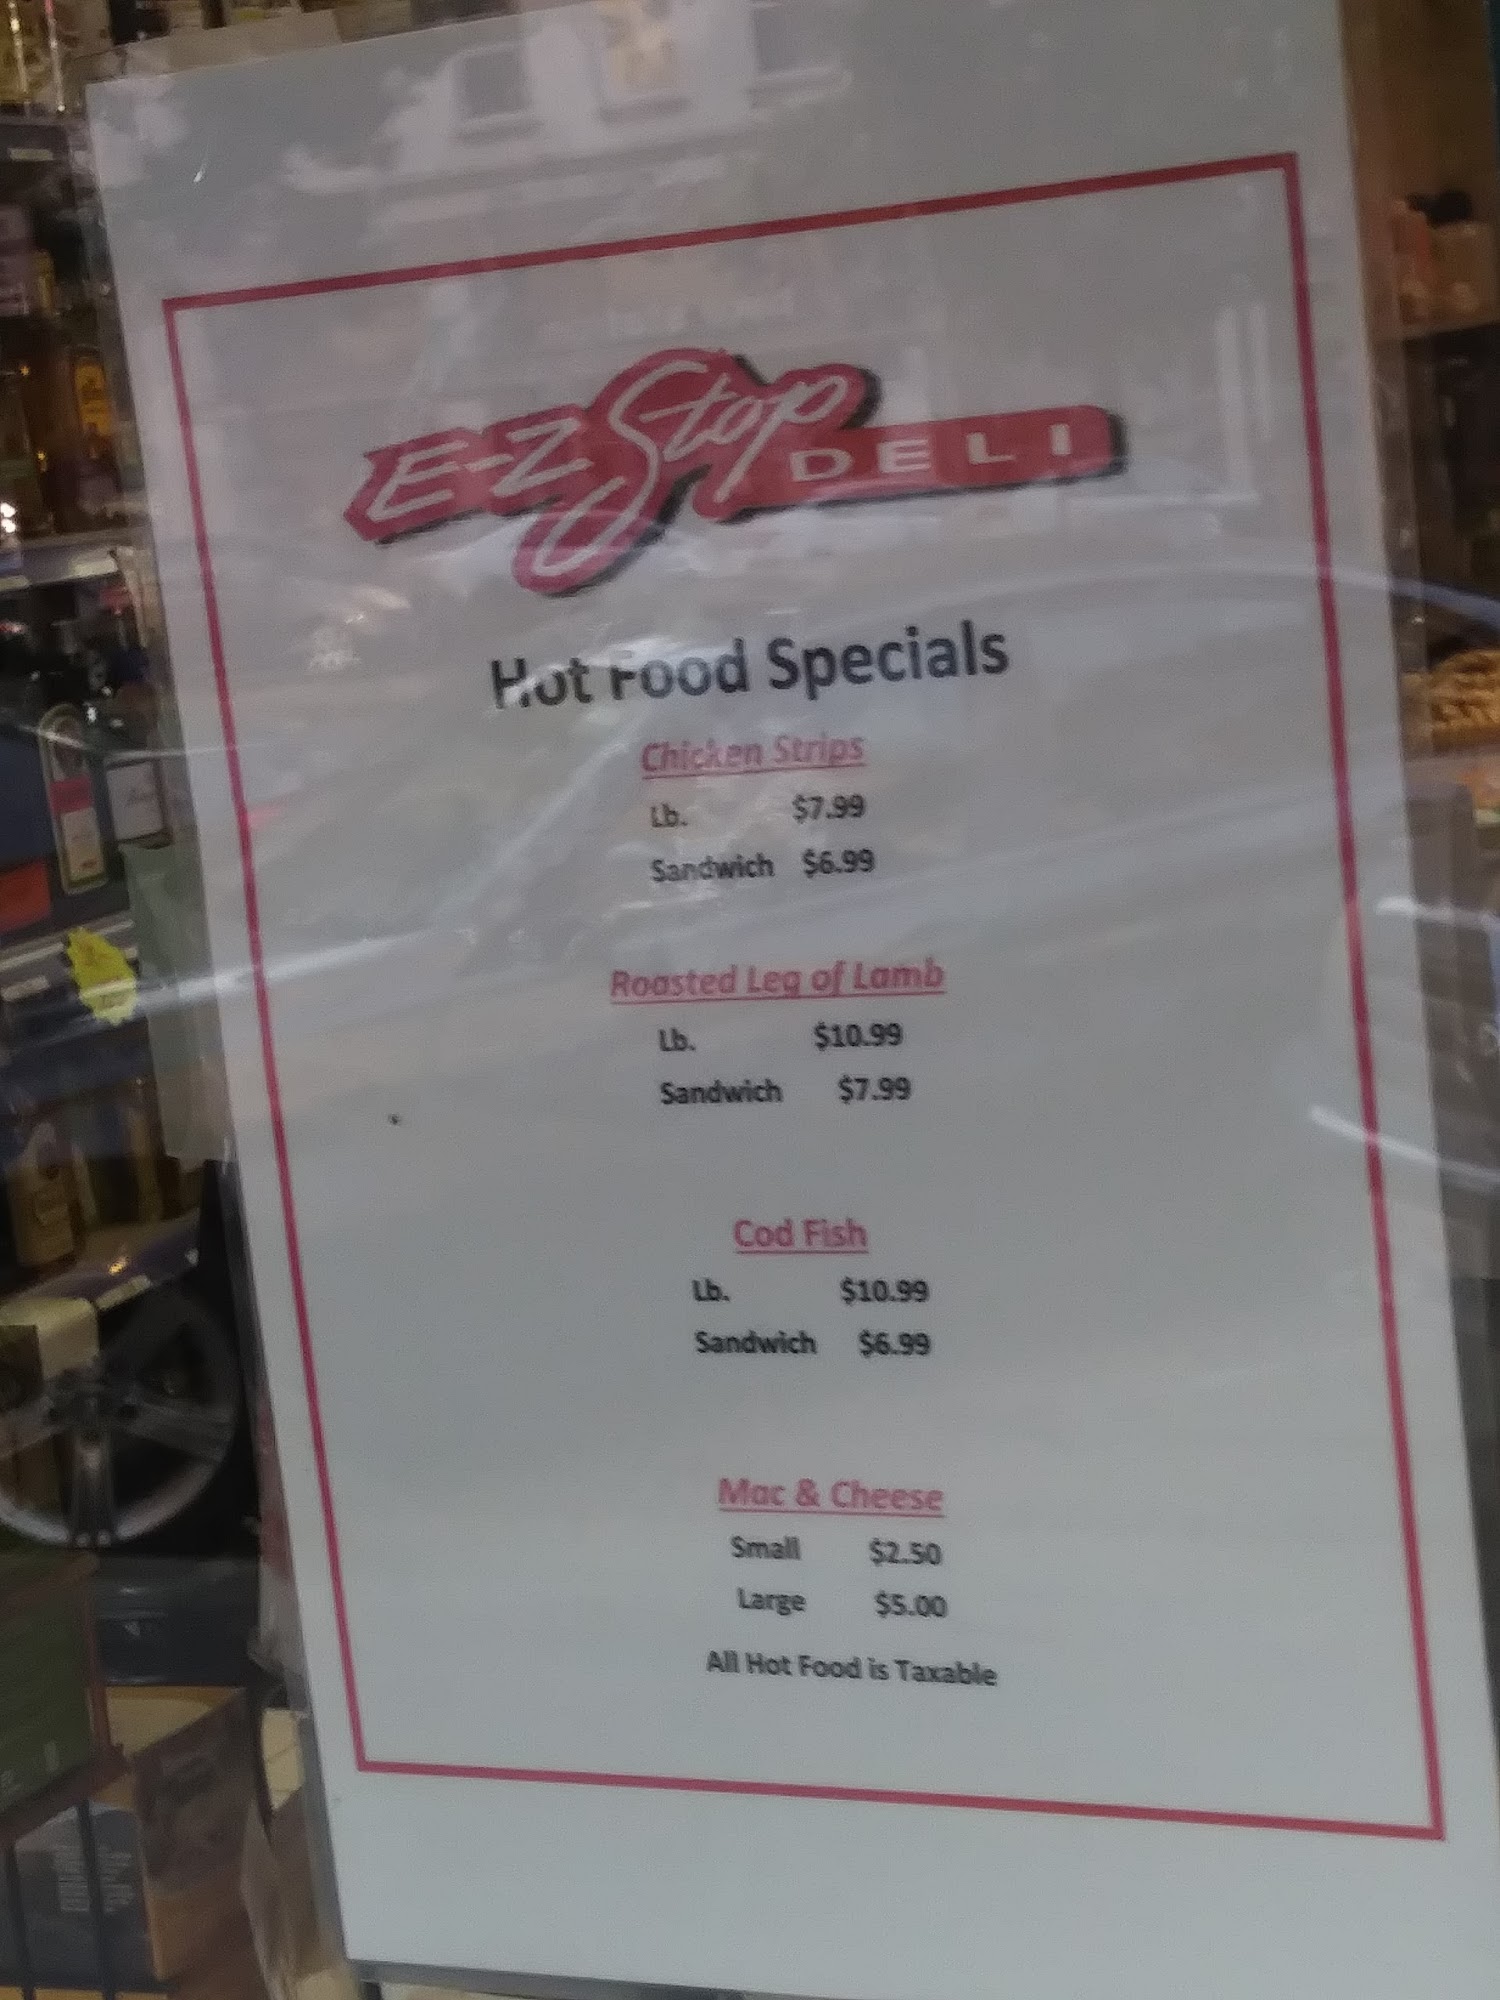 E-Z Stop DELI
Hot Food Specials
Chicken Strips
Lb. $7.99
Sandwich $6.99
Roasted Leg of Lamb
Lb. $10.99
Sandwich $7.99
Cod Fish
Lb. $10.99
Sandwich $6.99
Mac & Cheese
Small $2.50
Large $5.00
All Hot Food is Taxable